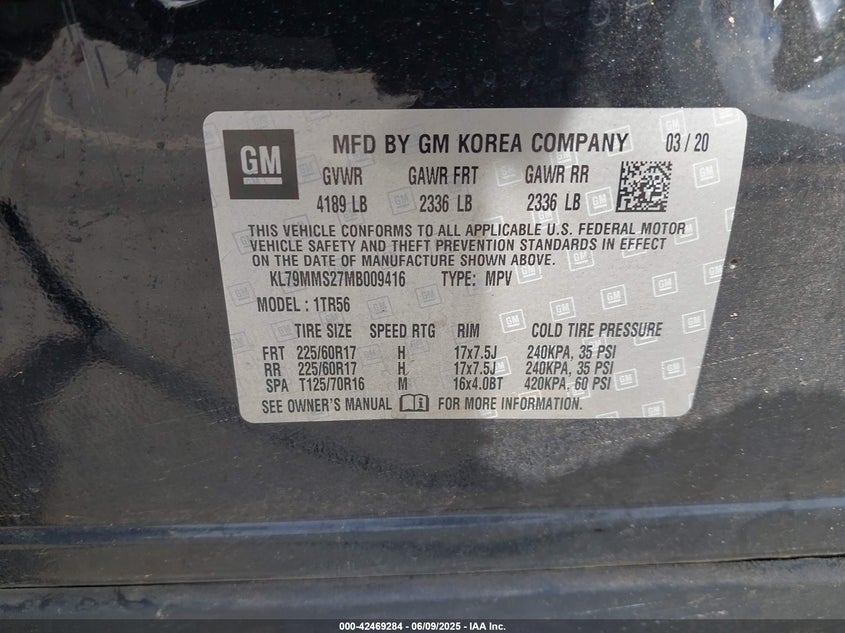 GM MFD BY GM KOREA COMPANY 03 / 20
GVWR GAWR FRT GAWR RR
4189 LB 2336 LB 2336 LB
THIS VEHICLE CONFORMS TO ALL APPLICABLE U.S. FEDERAL MOTOR
VEHICLE SAFETY AND THEFT PREVENTION STANDARDS IN EFFECT
ON THE DATE OF MANUFACTURE SHOWN ABOVE.
KL79MMS27MB009416 TYPE: MPV
MODEL : 1TR56
TIRE SIZE SPEED RTG RIM COLD TIRE PRESSURE
FRT 225/60R17 H 17x7.5J 240KPA, 35 PSI
RR 225/60R17 H 17x7.5J 240KPA, 35 PSI
SPA T125/70R16 M 16x4.0BT 420KPA, 60 PSI
SEE OWNER'S MANUAL FOR MORE INFORMATION.
000-42469284 - 06/09/2025 - IAA Inc.